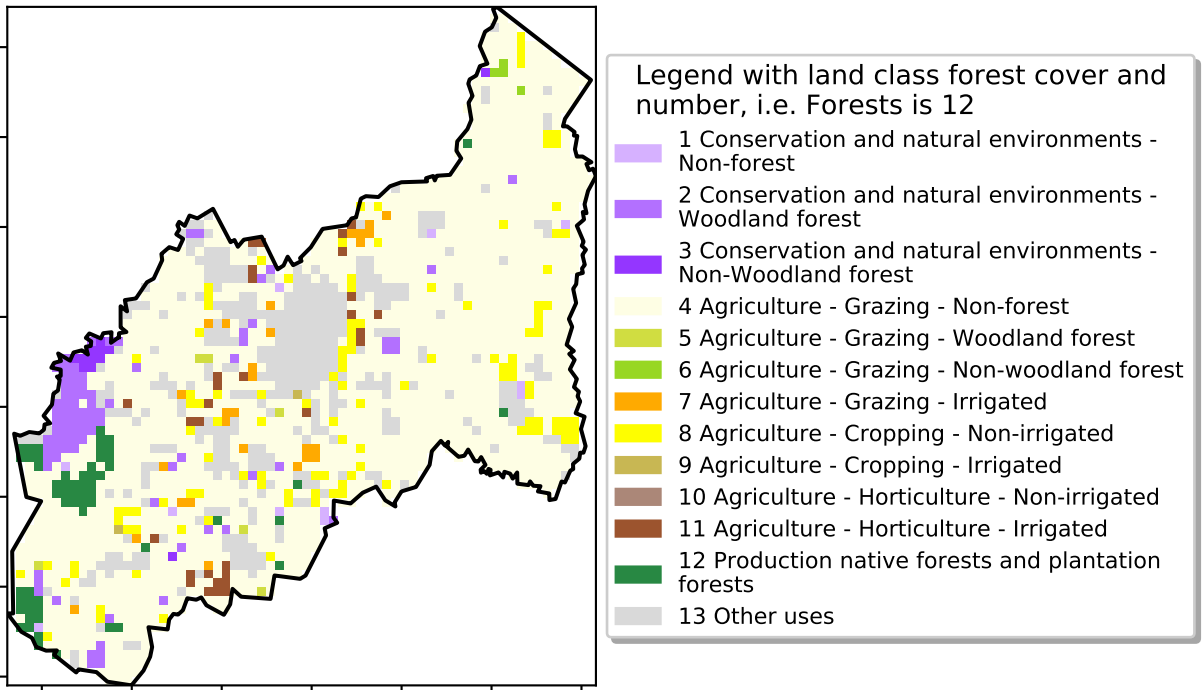 Legend with land class forest cover and
number, i.e. Forests is 12
1 Conservation and natural environments -
Non-forest
2 Conservation and natural environments -
Woodland forest
3 Conservation and natural environments -
Non-Woodland forest
4 Agriculture - Grazing - Non-forest
5 Agriculture - Grazing - Woodland forest
6 Agriculture - Grazing - Non-woodland forest
7 Agriculture - Grazing - Irrigated
8 Agriculture - Cropping - Non-irrigated
9 Agriculture - Cropping - Irrigated
10 Agriculture - Horticulture - Non-irrigated
11 Agriculture - Horticulture - Irrigated
12 Production native forests and plantation
forests
13 Other uses